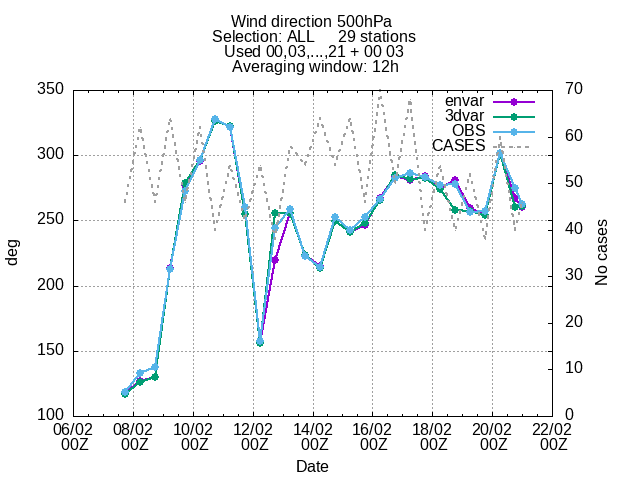 Wind direction 500hPa
Selection: ALL 29 stations
Used 00,03,...,21 + 00 03
Averaging window: 12h
350
300
250
200
150
100
deg
70
60
50
40
30
20
10
0
No cases
envar
3dvar
OBS
CASES
06/02 08/02 10/02 12/02 14/02 16/02 18/02 20/02 22/02
00Z 00Z 00Z 00Z 00Z 00Z 00Z 00Z 00Z
Date